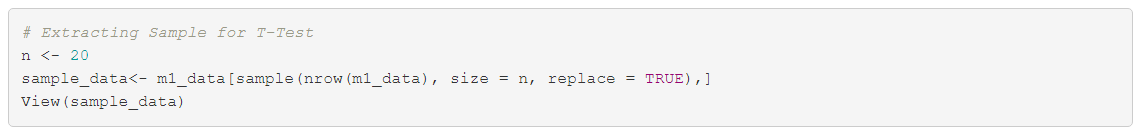 # Extracting Sample for T-Test
n <- 20
sample_data<- m1_data[sample(nrow(m1_data), size = n, replace = TRUE),]
View(sample_data)